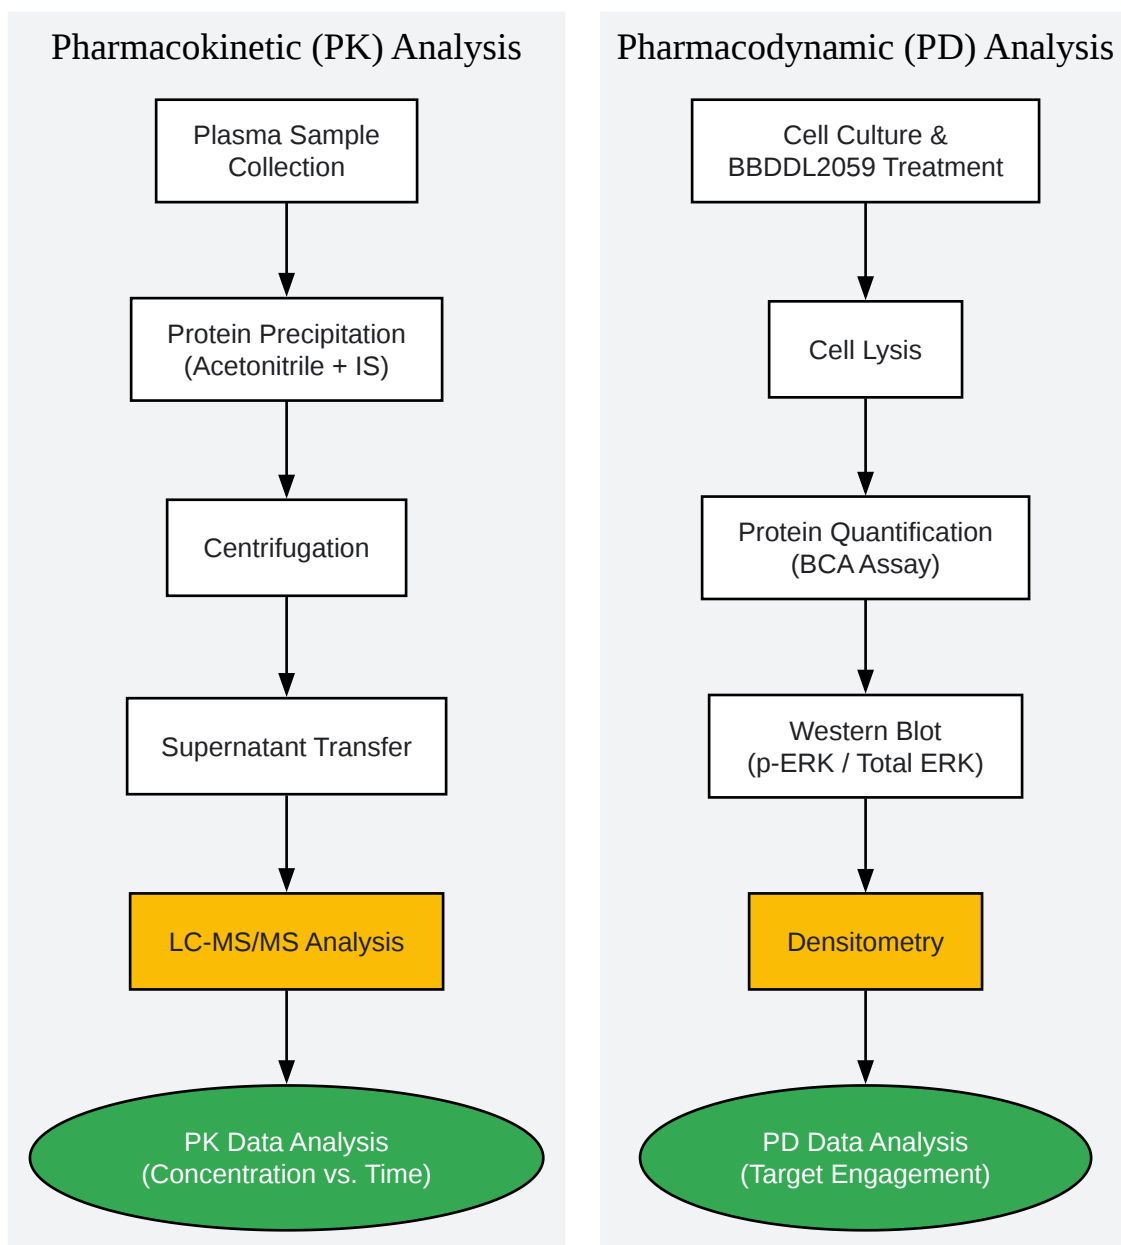 Pharmacokinetic (PK) Analysis
Plasma Sample
Collection
Protein Precipitation
(Acetonitrile + IS)
Centrifugation
Supernatant Transfer
LC-MS/MS Analysis
PK Data Analysis
(Concentration vs. Time)
Pharmacodynamic (PD) Analysis
Cell Culture &
BBDDL2059 Treatment
Cell Lysis
Protein Quantification
(BCA Assay)
Western Blot
(p-ERK / Total ERK)
Densitometry
PD Data Analysis
(Target Engagement)